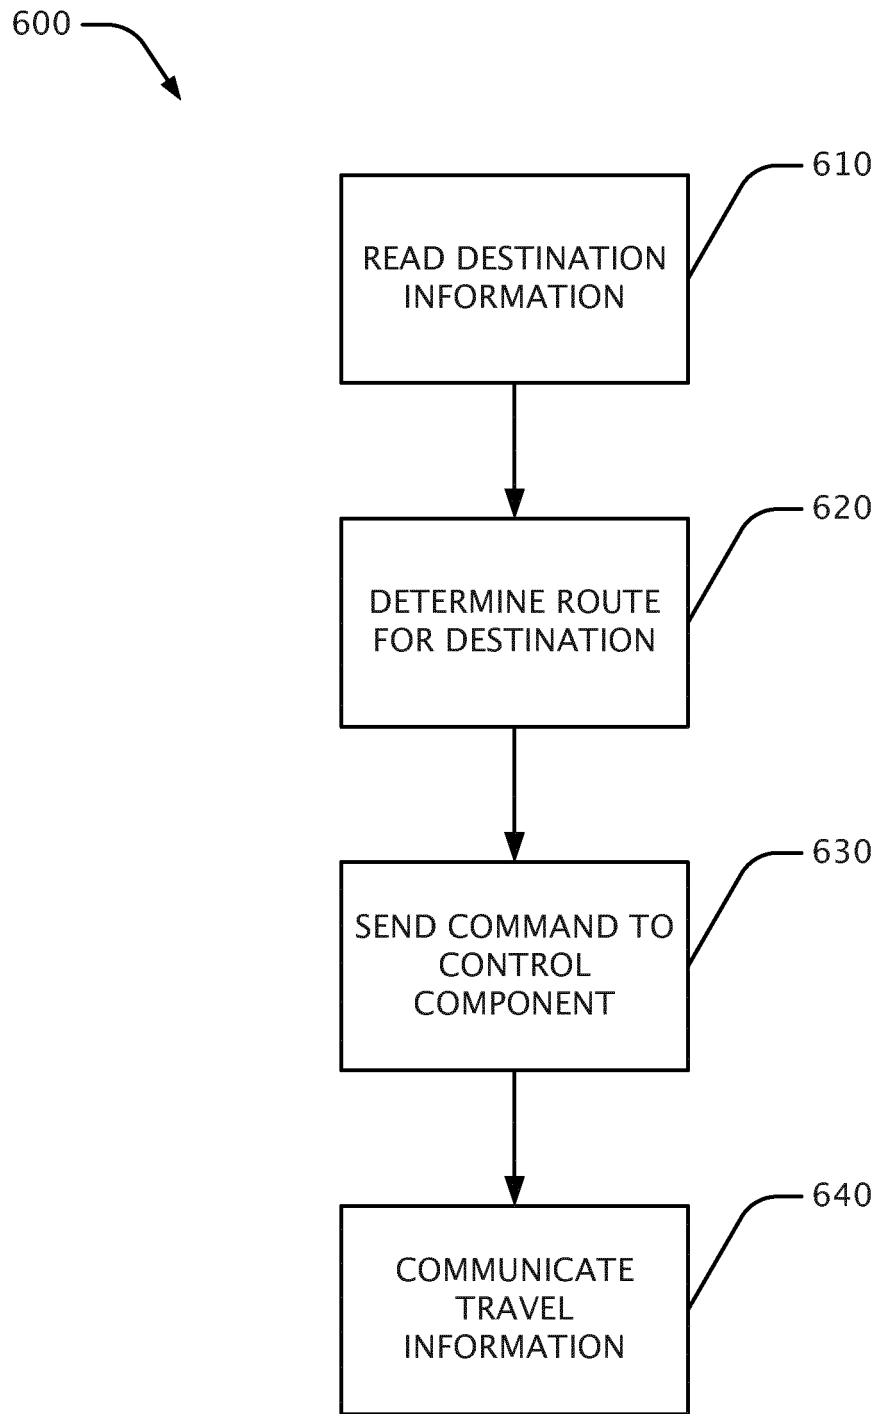 600
610
READ DESTINATION
INFORMATION
620
DETERMINE ROUTE
FOR DESTINATION
630
SEND COMMAND TO
CONTROL
COMPONENT
640
COMMUNICATE
TRAVEL
INFORMATION